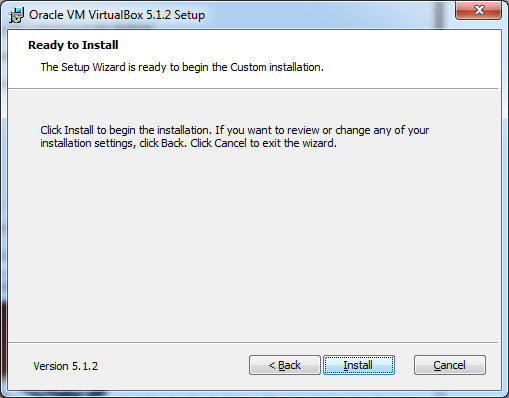 Oracle VM VirtualBox 5.1.2 Setup
Ready to Install
The Setup Wizard is ready to begin the Custom installation.
Click Install to begin the installation. If you want to review or change any of your
installation settings, click Back. Click Cancel to exit the wizard.
Version 5.1.2
< Back
Install
Cancel